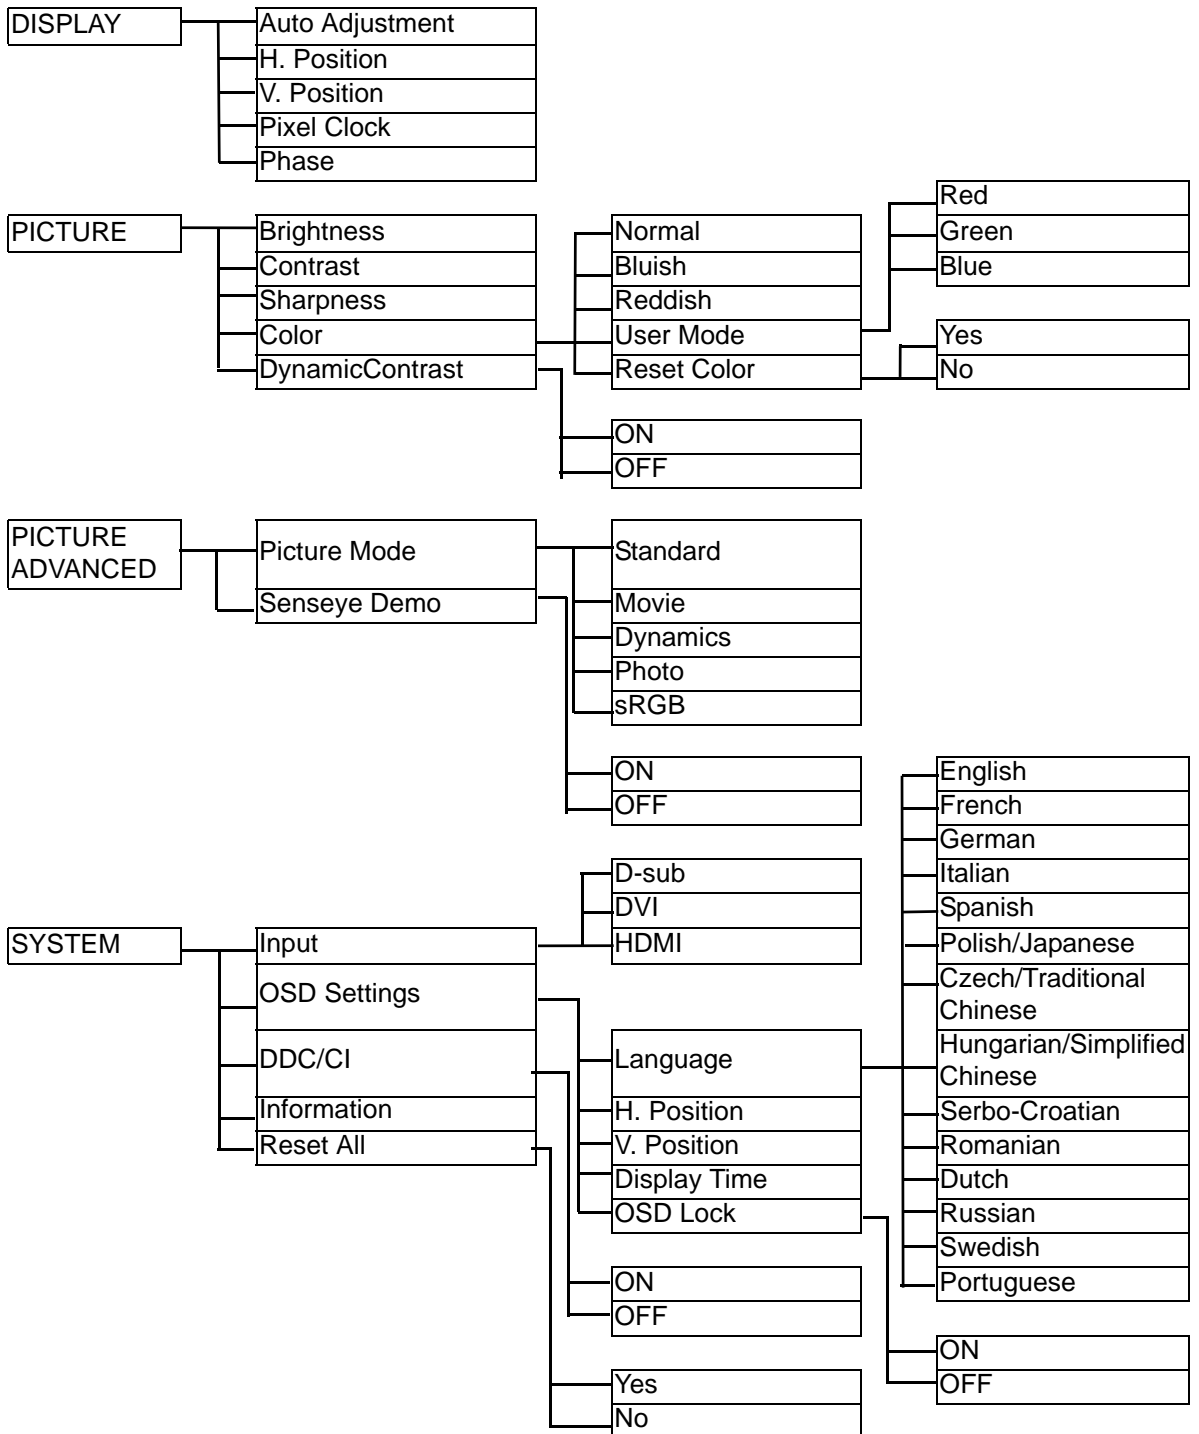 DISPLAY
Auto Adjustment
H. Position
V. Position
Pixel Clock
Phase
PICTURE
Brightness
Contrast
Sharpness
Color
DynamicContrast
Normal
Bluish
Reddish
User Mode
Reset Color
Red
Green
Blue
Yes
No
ON
OFF
PICTURE
ADVANCED
Picture Mode
Senseye Demo
Standard
Movie
Dynamics
Photo
sRGB
ON
OFF
SYSTEM
Input
OSD Settings
DDC/CI
Information
Reset All
D-sub
DVI
HDMI
Language
H. Position
V. Position
Display Time
OSD Lock
English
French
German
Italian
Spanish
Polish/Japanese
Czech/Traditional
Chinese
Hungarian/Simplified
Chinese
Serbo-Croatian
Romanian
Dutch
Russian
Swedish
Portuguese
ON
OFF
ON
OFF
Yes
No